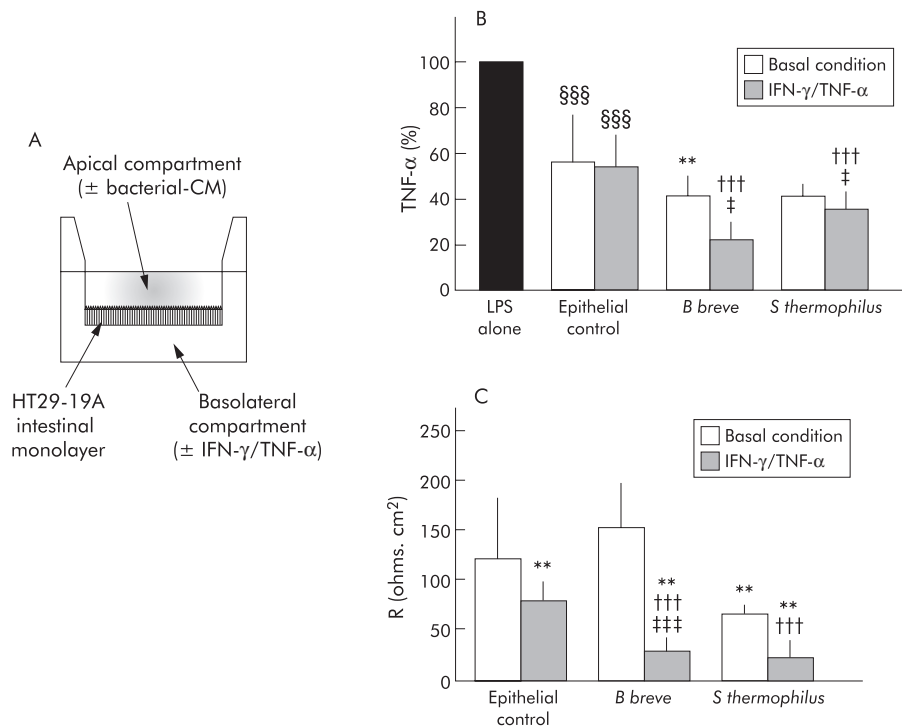 A
Apical compartment
(± bacterial-CM)
HT29-19A
intestinal
monolayer
Basolateral
compartment
(± IFN-γ/TNF-α)
B
Basal condition
IFN-γ/TNF-α
TNF-α (%)
100
80
60
40
20
0
§§§
§§§
**
†††
‡
†††
‡
LPS
alone
Epithelial
control
B breve
S thermophilus
C
Basal condition
IFN-γ/TNF-α
R (ohms. cm²)
250
200
150
100
50
0
**
**
†††
‡‡‡
**
**
†††
Epithelial
control
B breve
S thermophilus